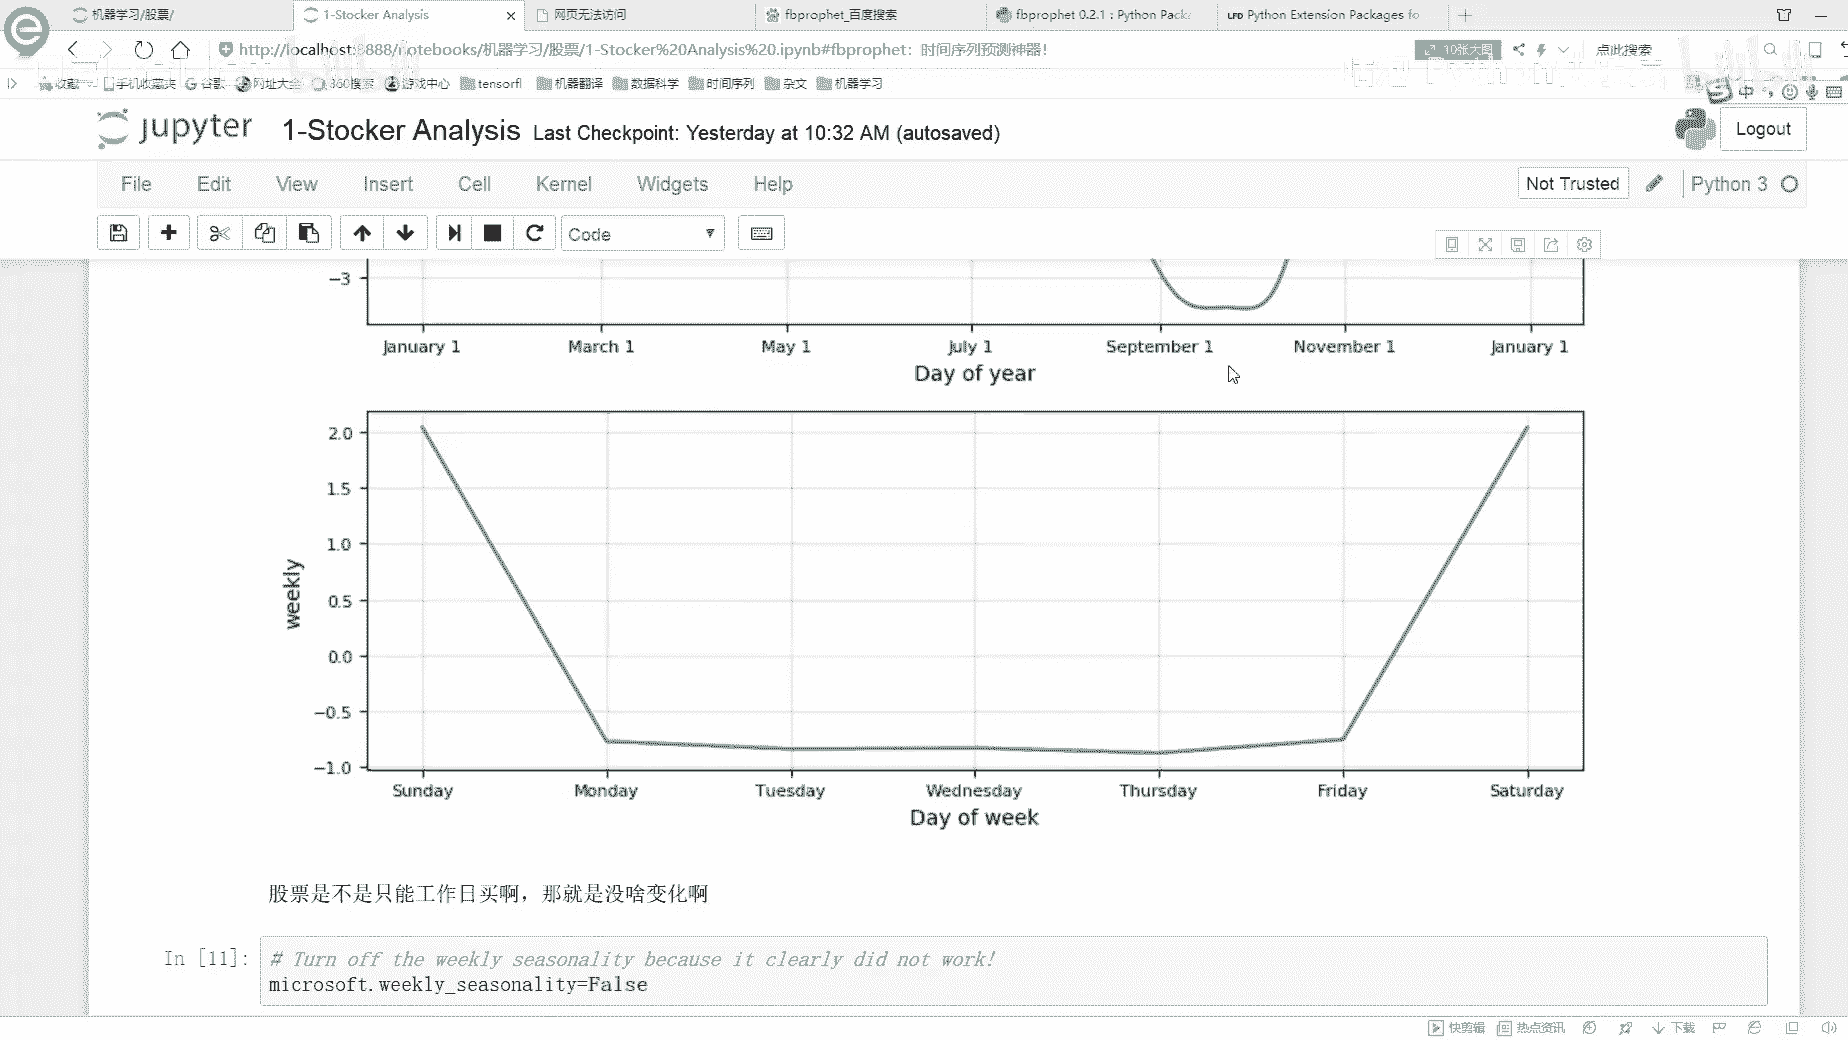 机器学习/股票/
1-Stocker Analysis
网页无法访问
fbprophet_百度搜索
fbprophet 0.2.1 : Python Pack
LFD Python Extension Packages fo
http://localhost:8888/notebooks/机器学习/股票/1-Stocker%20Analysis%20.ipynb#fbprophet：时间序列预测神器！
10张大图
点此搜索
收藏
手机收藏夹
谷歌
网址大全
360搜索
游戏中心
tensorfl
机器翻译
数据科学
时间序列
杂文
机器学习
中
jupyter
1-Stocker Analysis
Last Checkpoint: Yesterday at 10:32 AM (autosaved)
Logout
File Edit View Insert Cell Kernel Widgets Help
Not Trusted
Python 3
Code
−3
January 1 March 1 May 1 July 1 September 1 November 1 January 1
Day of year
2.0
1.5
1.0
0.5
0.0
−0.5
−1.0
weekly
Sunday Monday Tuesday Wednesday Thursday Friday Saturday
Day of week
股票是不是只能工作日买啊，那就是没啥变化啊
In [11]:
# Turn off the weekly seasonality because it clearly did not work!
microsoft.weekly_seasonality=False
快剪辑
热点资讯
下载